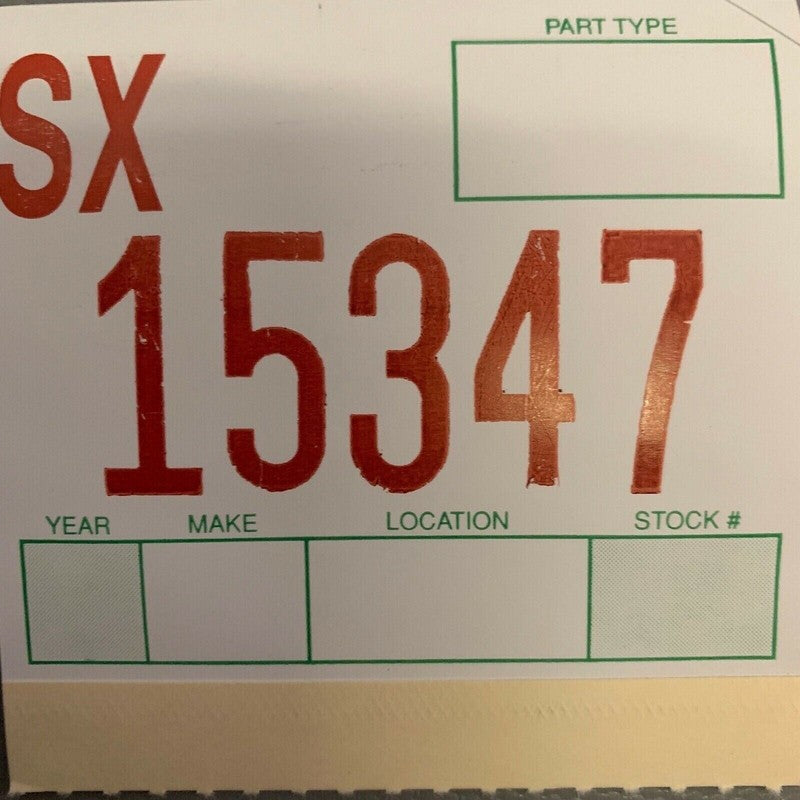 PART TYPE
SX
15347
YEAR MAKE LOCATION STOCK #